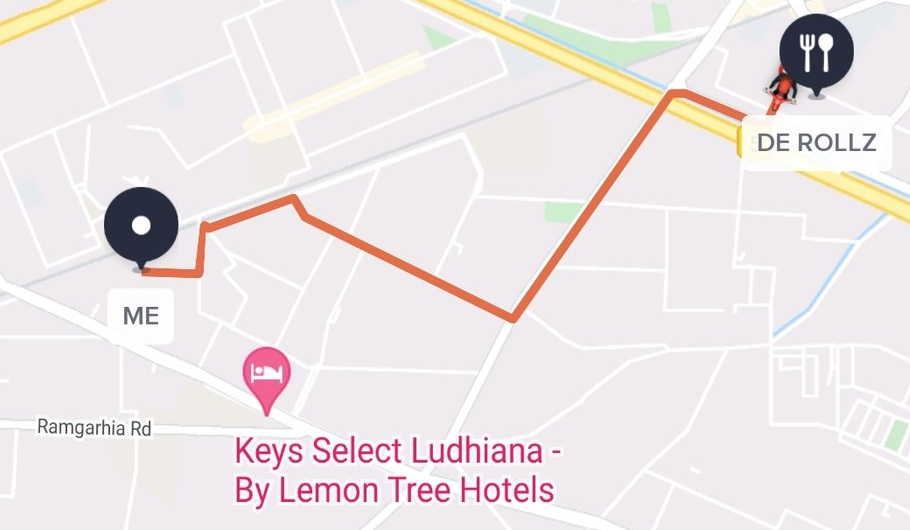 DE ROLLZ
ME
Ramgarhia Rd
Keys Select Ludhiana -
By Lemon Tree Hotels